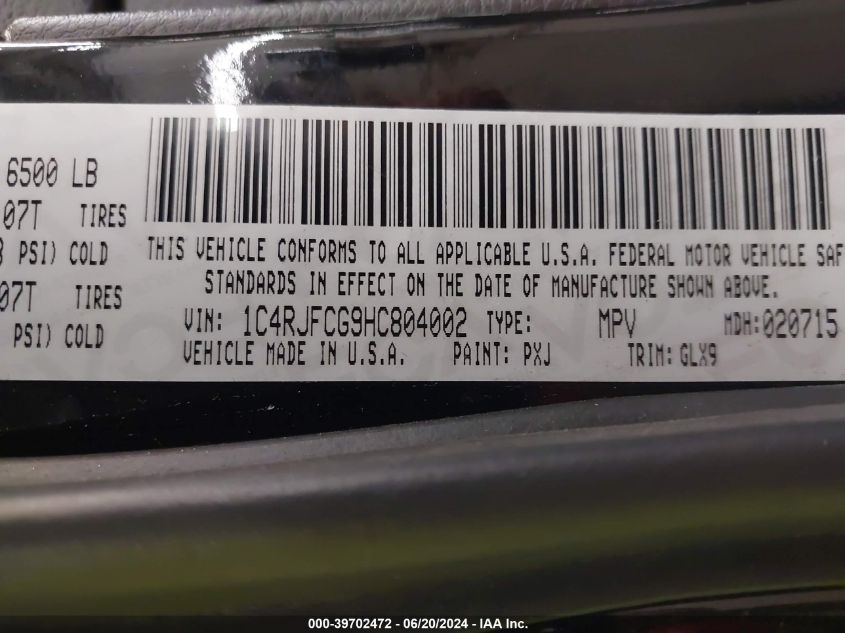 6500 LB
07T TIRES
PSI) COLD
THIS VEHICLE CONFORMS TO ALL APPLICABLE U.S.A. FEDERAL MOTOR VEHICLE SAF
STANDARDS IN EFFECT ON THE DATE OF MANUFACTURE SHOWN ABOVE.
07T TIRES
VIN: 1C4RJFCG9HC804002 TYPE: MPV MDH:020715
PSI) COLD
VEHICLE MADE IN U.S.A. PAINT: PXJ TRIM: GLX9
000-39702472 - 06/20/2024 - IAA Inc.